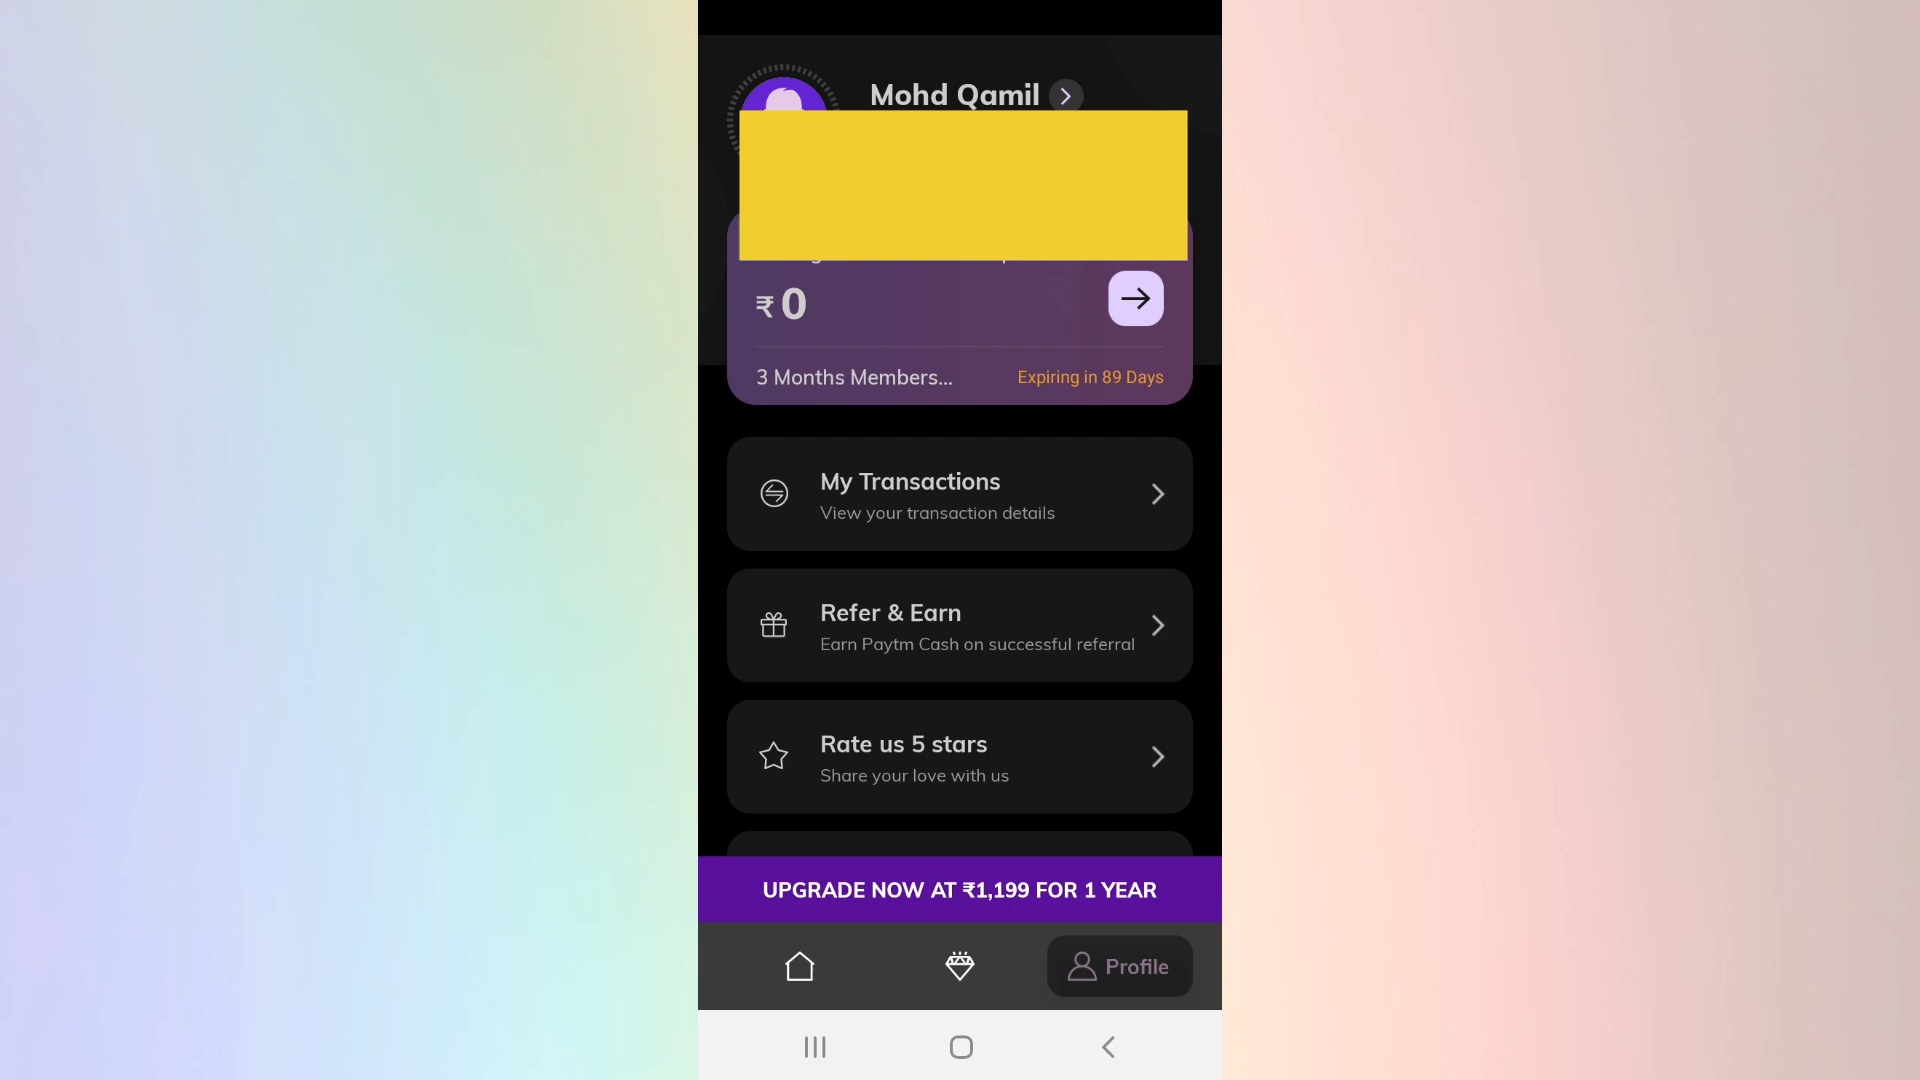 Mohd Qamil
₹ 0
3 Months Members...
Expiring in 89 Days
My Transactions
View your transaction details
Refer & Earn
Earn Paytm Cash on successful referral
Rate us 5 stars
Share your love with us
UPGRADE NOW AT ₹1,199 FOR 1 YEAR
Profile